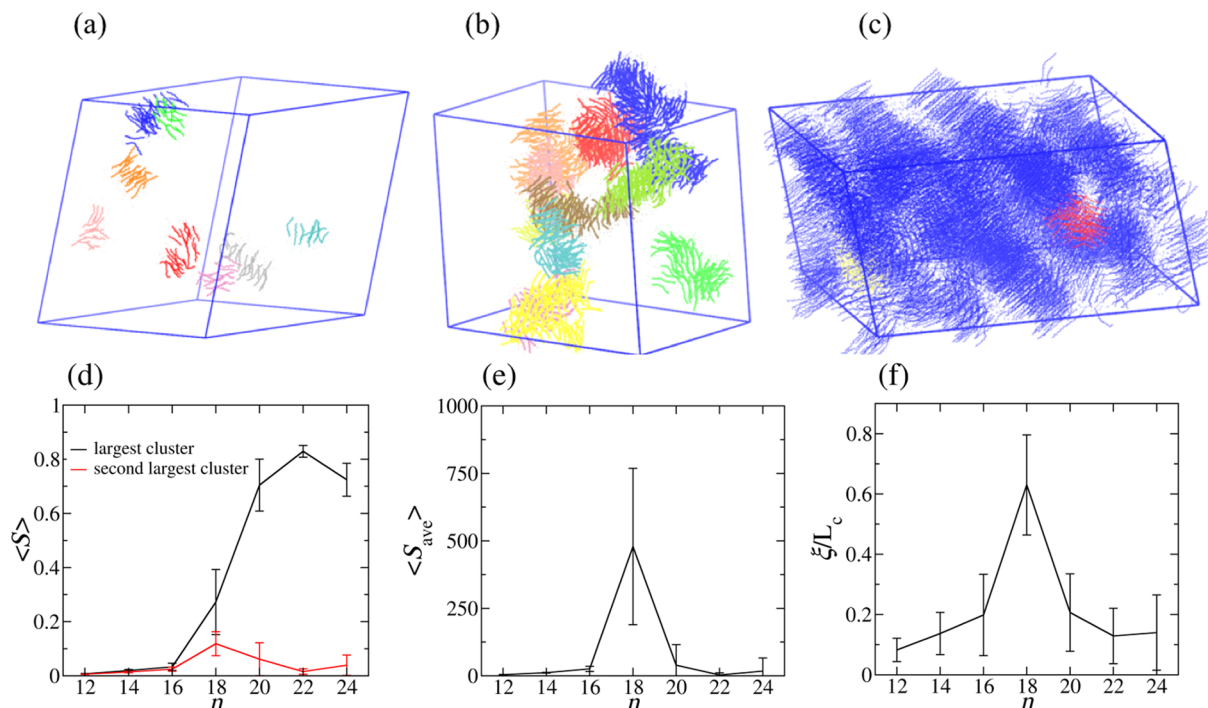 (a)
(b)
(c)
(d)
1
0.8
0.6
0.4
0.2
0
<S>
largest cluster
second largest cluster
12 14 16 18 20 22 24
n
(e)
1000
750
500
250
0
<S_ave>
12 14 16 18 20 22 24
n
(f)
0.8
0.6
0.4
0.2
0
ξ/L_c
12 14 16 18 20 22 24
n